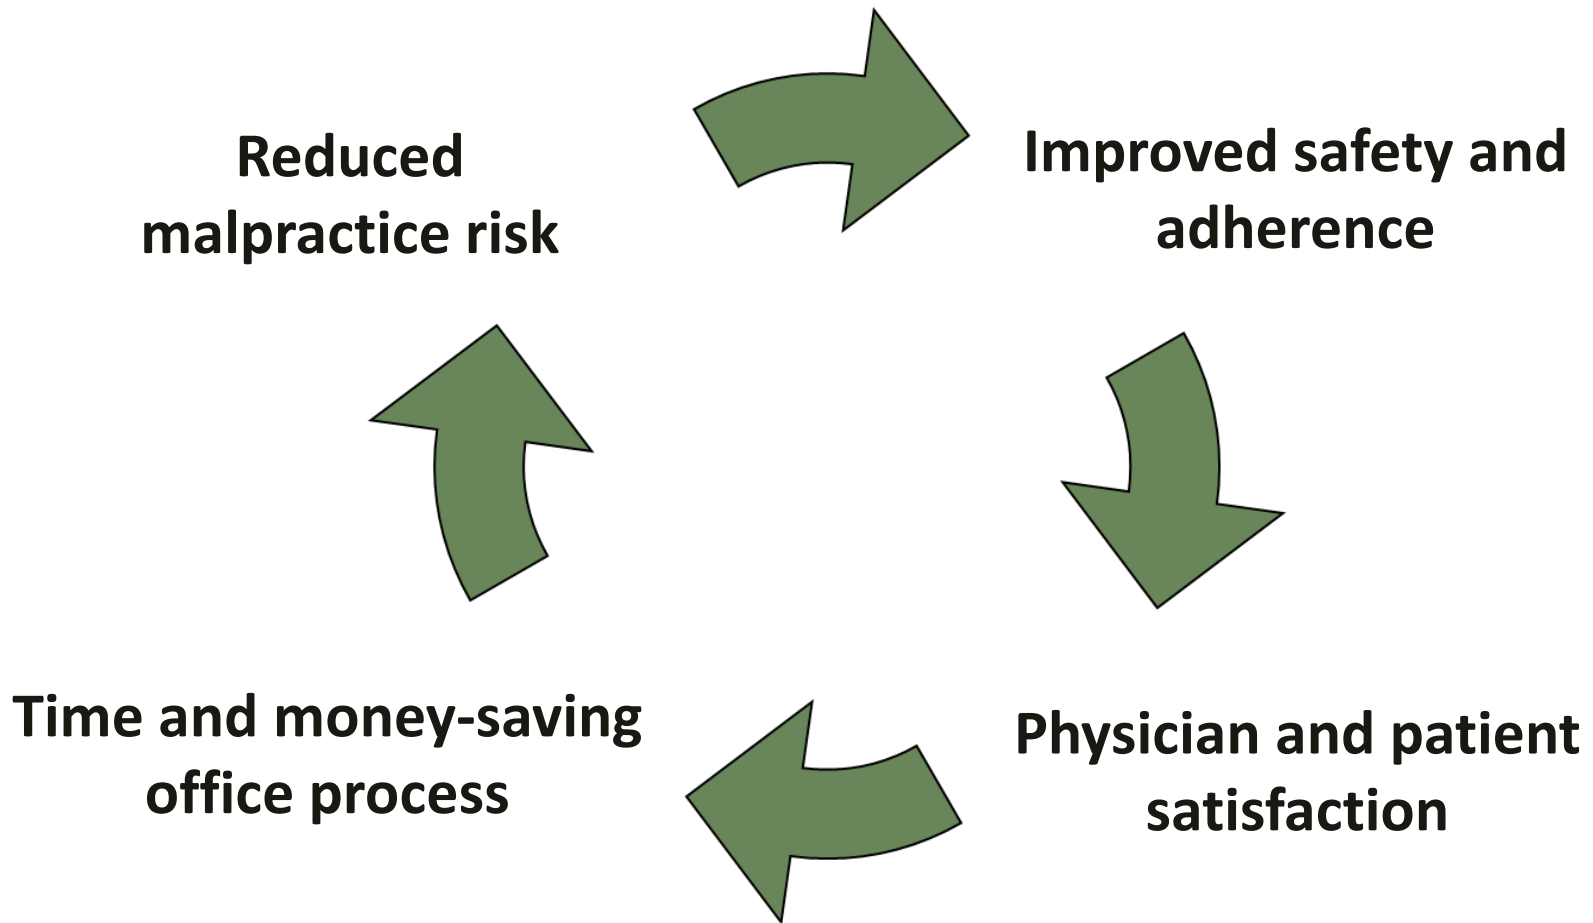 Reduced
malpractice risk
Improved safety and
adherence
Time and money-saving
office process
Physician and patient
satisfaction